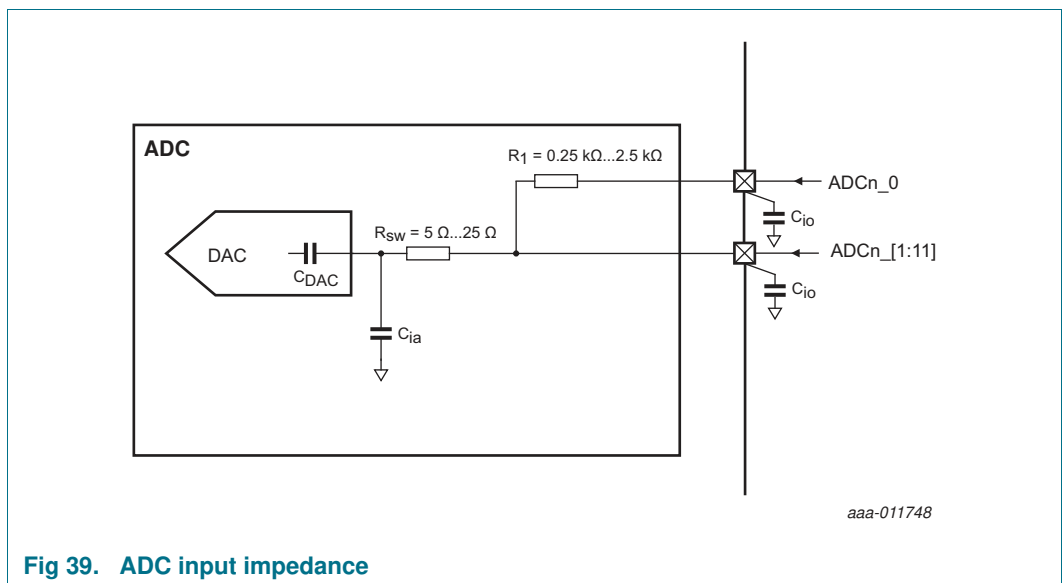 ADC
R1 = 0.25 kΩ...2.5 kΩ
ADCn_0
Cio
Rsw = 5 Ω...25 Ω
DAC
CDAC
ADCn_[1:11]
Cio
Cia
aaa-011748
Fig 39. ADC input impedance